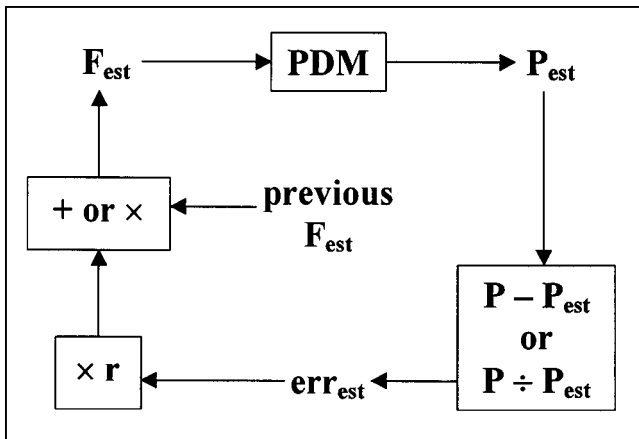 F_est
PDM
P_est
+ or ×
previous
F_est
P – P_est
or
P ÷ P_est
× r
err_est